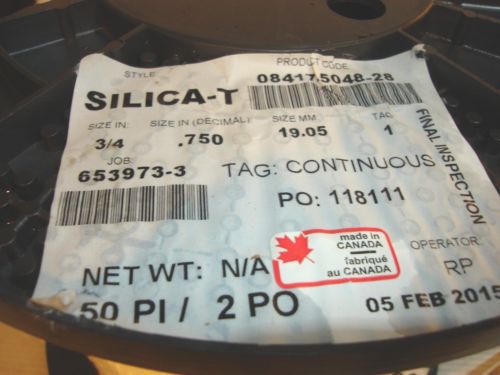 STYLE PRODUCT CODE
SILICA-T 084175048-28
SIZE IN: SIZE IN (DECIMAL) SIZE MM TAG
3/4 .750 19.05 1
JOB:
653973-3 TAG: CONTINUOUS
PO: 118111
FINAL INSPECTION
made in
CANADA
fabriqué
au CANADA
OPERATOR:
RP
NET WT: N/A
50 PI / 2 PO 05 FEB 2015